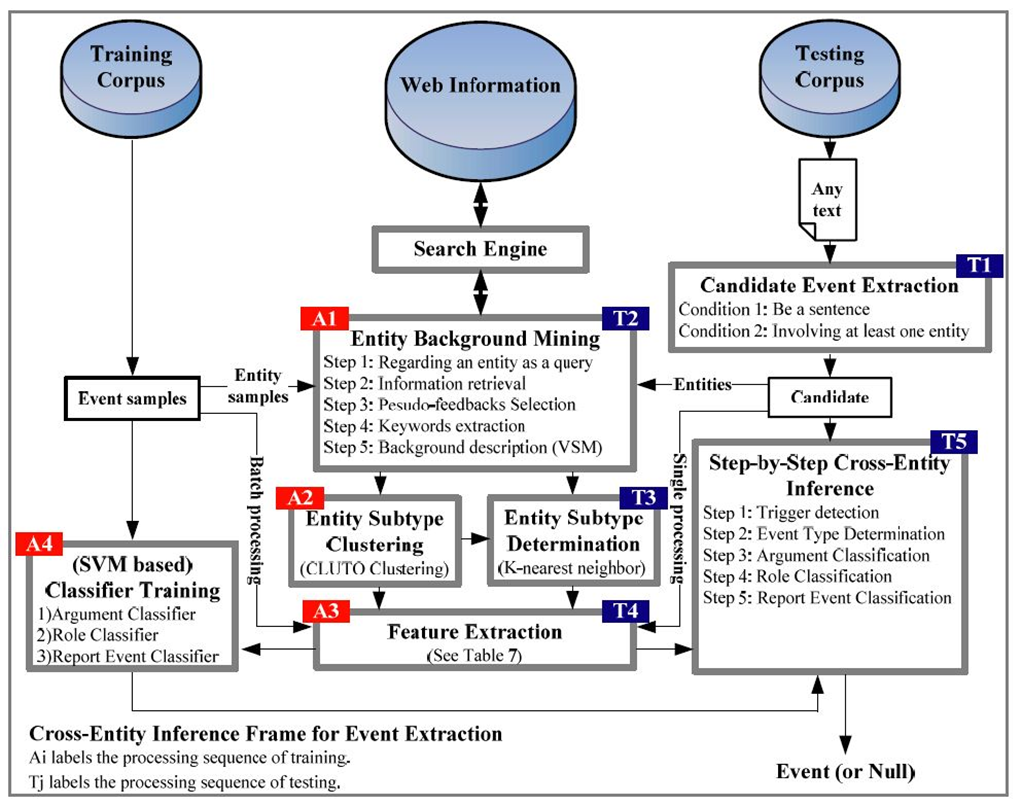 Training
Corpus
Web Information
Testing
Corpus
Any
text
Search Engine
T1
Candidate Event Extraction
Condition 1: Be a sentence
Condition 2: Involving at least one entity
A1
T2
Entity Background Mining
Step 1: Regarding an entity as a query
Step 2: Information retrieval
Step 3: Pesudo-feedbacks Selection
Step 4: Keywords extraction
Step 5: Background description (VSM)
Entity
samples
Event samples
Entities
Candidate
Batch processing
Single processing
T5
Step-by-Step Cross-Entity
Inference
Step 1: Trigger detection
Step 2: Event Type Determination
Step 3: Argument Classification
Step 4: Role Classification
Step 5: Report Event Classification
A2
Entity Subtype
Clustering
(CLUTO Clustering)
T3
Entity Subtype
Determination
(K-nearest neighbor)
A4
(SVM based)
Classifier Training
1)Argument Classifier
2)Role Classifier
3)Report Event Classifier
A3
T4
Feature Extraction
(See Table 7)
Cross-Entity Inference Frame for Event Extraction
Ai labels the processing sequence of training.
Tj labels the processing sequence of testing.
Event (or Null)